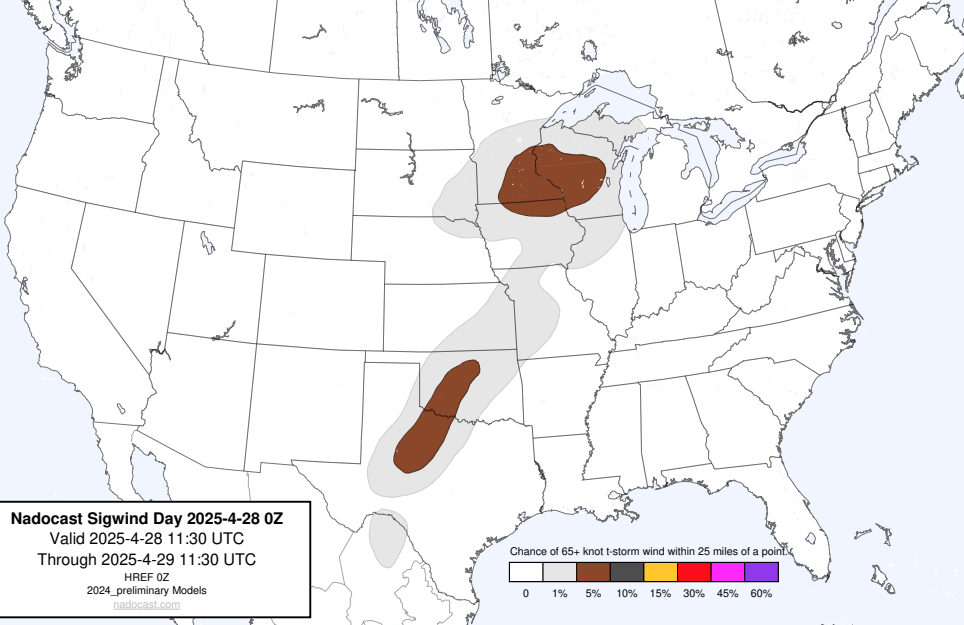 Nadocast Sigwind Day 2025-4-28 0Z
Valid 2025-4-28 11:30 UTC
Through 2025-4-29 11:30 UTC
HREF 0Z
2024_preliminary Models
nadocast.com
Chance of 65+ knot t-storm wind within 25 miles of a point.
0 1% 5% 10% 15% 30% 45% 60%